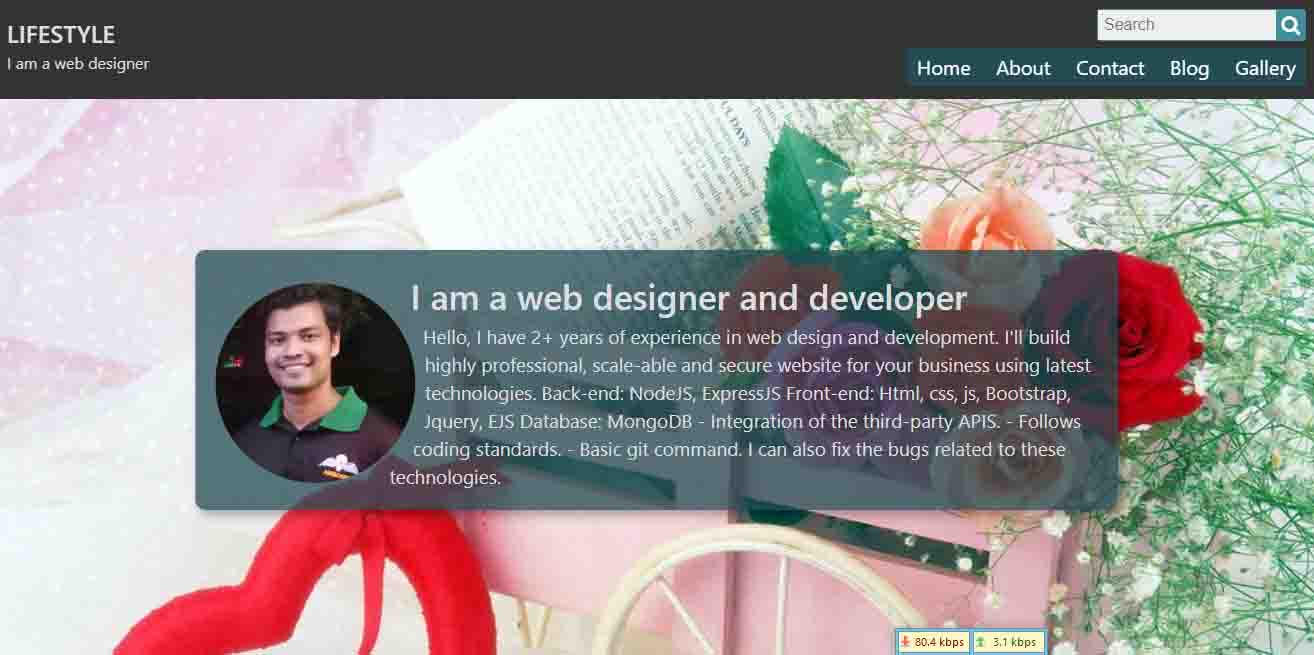 LIFESTYLE
I am a web designer
Search
Home About Contact Blog Gallery
DAYS
I am a web designer and developer
Hello, I have 2+ years of experience in web design and development. I'll build
highly professional, scale-able and secure website for your business using latest
technologies. Back-end: NodeJS, ExpressJS Front-end: Html, css, js, Bootstrap,
Jquery, EJS Database: MongoDB - Integration of the third-party APIS. - Follows
coding standards. - Basic git command. I can also fix the bugs related to these
technologies.
80.4 kbps 3.1 kbps